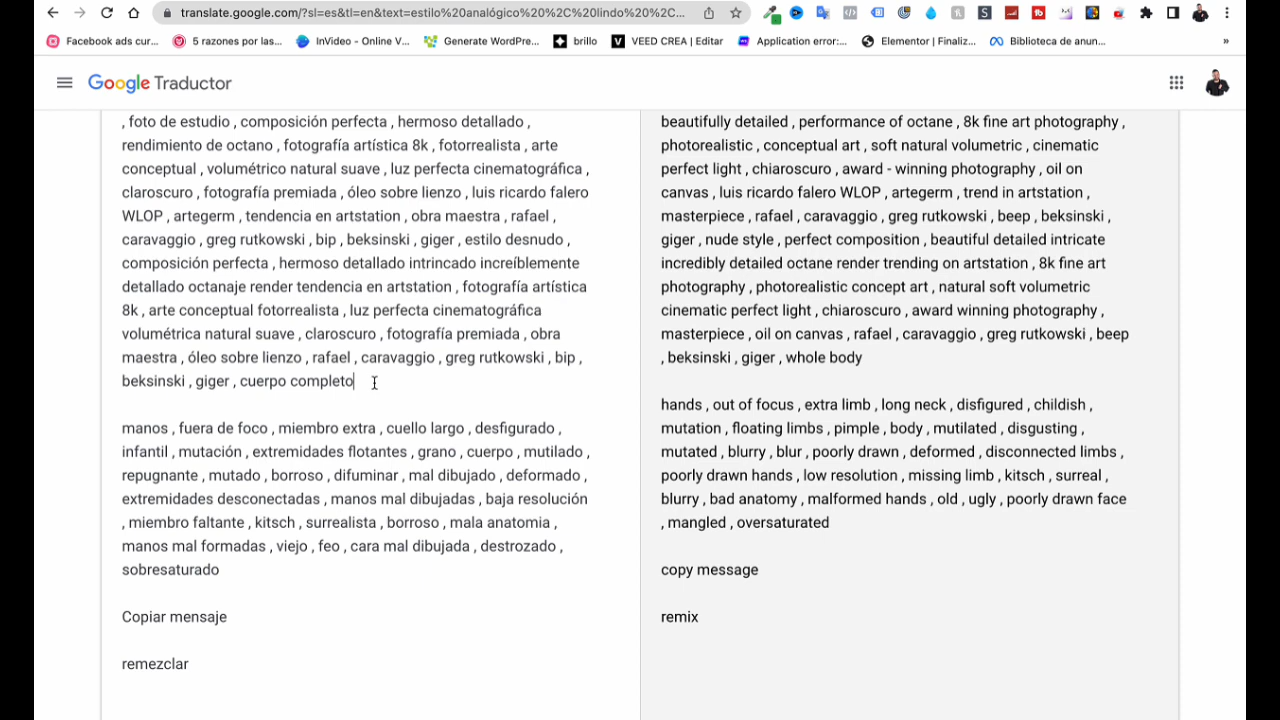 translate.google.com/?sl=es&tl=en&text=estilo%20analógico%20%2C%20lindo%20%2C...
Facebook ads cur...
5 razones por las...
InVideo - Online V...
Generate WordPre...
brillo
VEED CREA | Editar
Application error:...
Elementor | Finaliz...
Biblioteca de anun...
»
Google Traductor
, foto de estudio , composición perfecta , hermoso detallado ,
rendimiento de octano , fotografía artística 8k , fotorrealista , arte
conceptual , volumétrico natural suave , luz perfecta cinematográfica ,
claroscuro , fotografía premiada , óleo sobre lienzo , luis ricardo falero
WLOP , artegerm , tendencia en artstation , obra maestra , rafael ,
caravaggio , greg rutkowski , bip , beksinski , giger , estilo desnudo ,
composición perfecta , hermoso detallado intrincado increíblemente
detallado octanaje render tendencia en artstation , fotografía artística
8k , arte conceptual fotorrealista , luz perfecta cinematográfica
volumétrica natural suave , claroscuro , fotografía premiada , obra
maestra , óleo sobre lienzo , rafael , caravaggio , greg rutkowski , bip ,
beksinski , giger , cuerpo completo
manos , fuera de foco , miembro extra , cuello largo , desfigurado ,
infantil , mutación , extremidades flotantes , grano , cuerpo , mutilado ,
repugnante , mutado , borroso , difuminar , mal dibujado , deformado ,
extremidades desconectadas , manos mal dibujadas , baja resolución
, miembro faltante , kitsch , surrealista , borroso , mala anatomia ,
manos mal formadas , viejo , feo , cara mal dibujada , destrozado ,
sobresaturado
Copiar mensaje
remezclar
beautifully detailed , performance of octane , 8k fine art photography ,
photorealistic , conceptual art , soft natural volumetric , cinematic
perfect light , chiaroscuro , award - winning photography , oil on
canvas , luis ricardo falero WLOP , artegerm , trend in artstation ,
masterpiece , rafael , caravaggio , greg rutkowski , beep , beksinski ,
giger , nude style , perfect composition , beautiful detailed intricate
incredibly detailed octane render trending on artstation , 8k fine art
photography , photorealistic concept art , natural soft volumetric
cinematic perfect light , chiaroscuro , award winning photography ,
masterpiece , oil on canvas , rafael , caravaggio , greg rutkowski , beep
, beksinski , giger , whole body
hands , out of focus , extra limb , long neck , disfigured , childish ,
mutation , floating limbs , pimple , body , mutilated , disgusting ,
mutated , blurry , blur , poorly drawn , deformed , disconnected limbs ,
poorly drawn hands , low resolution , missing limb , kitsch , surreal ,
blurry , bad anatomy , malformed hands , old , ugly , poorly drawn face
, mangled , oversaturated
copy message
remix